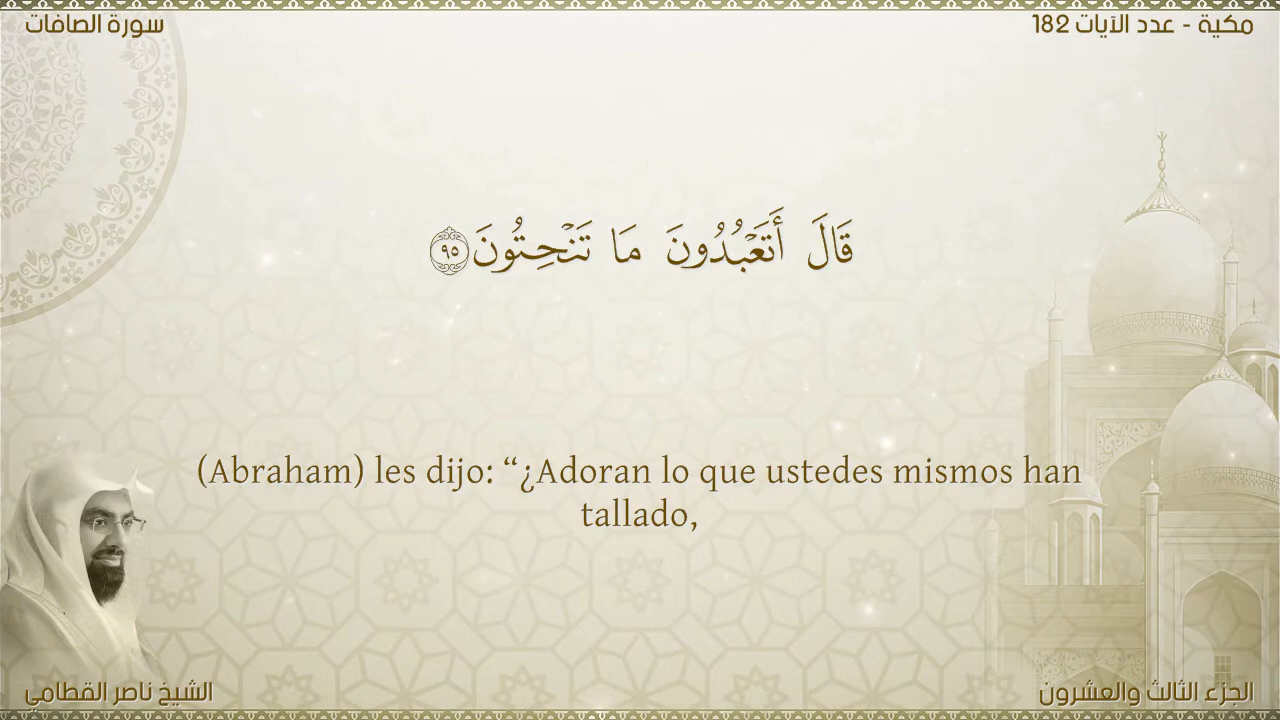 مكية - عدد الآيات 182
سورة الصافات
قَالَ أَتَعْبُدُونَ مَا تَنْحِتُونَ ٩٥
(Abraham) les dijo: “¿Adoran lo que ustedes mismos han
tallado,
الجزء الثالث والعشرون
الشيخ ناصر القطامي